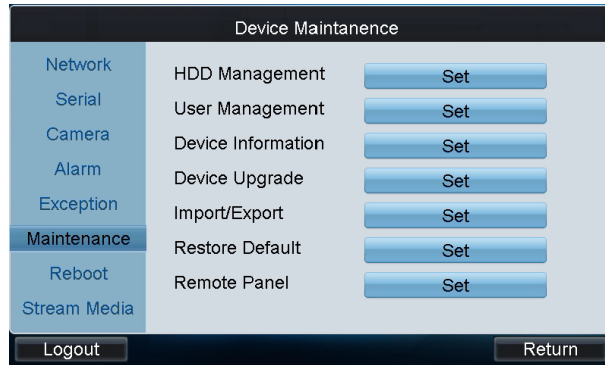 Device Maintanence
Network
Serial
Camera
Alarm
Exception
Maintenance
Reboot
Stream Media
HDD Management Set
User Management Set
Device Information Set
Device Upgrade Set
Import/Export Set
Restore Default Set
Remote Panel Set
Logout
Return